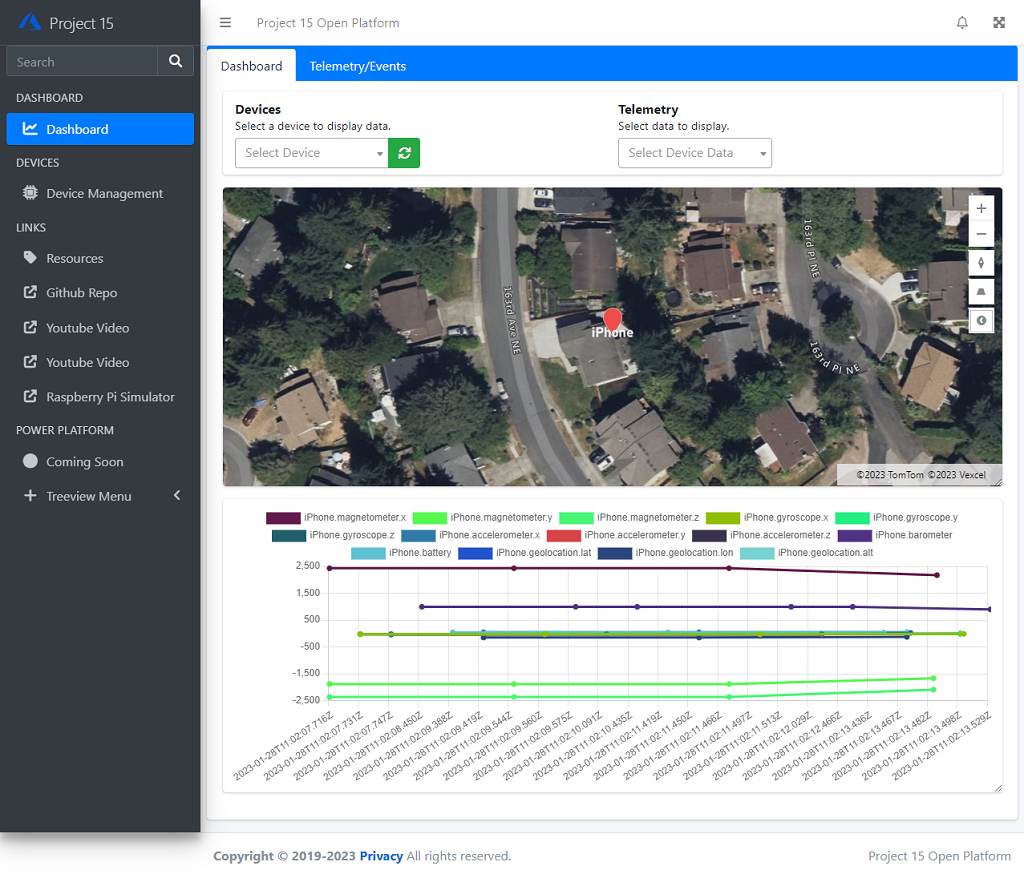 Project 15
Project 15 Open Platform
Search
DASHBOARD
Dashboard
DEVICES
Device Management
LINKS
Resources
Github Repo
Youtube Video
Youtube Video
Raspberry Pi Simulator
POWER PLATFORM
Coming Soon
Treeview Menu
Dashboard
Telemetry/Events
Devices
Select a device to display data.
Select Device
Telemetry
Select data to display.
Select Device Data
163rd Ave NE
163rd Pl NE
163rd Pl NE
iPhone
©2023 TomTom ©2023 Vexcel
iPhone.magnetometer.x iPhone.magnetometer.y iPhone.magnetometer.z iPhone.gyroscope.x iPhone.gyroscope.y
iPhone.gyroscope.z iPhone.accelerometer.x iPhone.accelerometer.y iPhone.accelerometer.z iPhone.barometer
iPhone.battery iPhone.geolocation.lat iPhone.geolocation.lon iPhone.geolocation.alt
2,500
1,500
500
-500
-1,500
-2,500
2023-01-28T11:02:07.716Z
2023-01-28T11:02:07.731Z
2023-01-28T11:02:07.747Z
2023-01-28T11:02:08.450Z
2023-01-28T11:02:09.388Z
2023-01-28T11:02:09.419Z
2023-01-28T11:02:09.544Z
2023-01-28T11:02:09.560Z
2023-01-28T11:02:09.575Z
2023-01-28T11:02:10.091Z
2023-01-28T11:02:10.435Z
2023-01-28T11:02:11.419Z
2023-01-28T11:02:11.450Z
2023-01-28T11:02:11.466Z
2023-01-28T11:02:11.497Z
2023-01-28T11:02:11.513Z
2023-01-28T11:02:12.029Z
2023-01-28T11:02:12.466Z
2023-01-28T11:02:13.436Z
2023-01-28T11:02:13.467Z
2023-01-28T11:02:13.482Z
2023-01-28T11:02:13.498Z
2023-01-28T11:02:13.529Z
Copyright © 2019-2023 Privacy All rights reserved.
Project 15 Open Platform